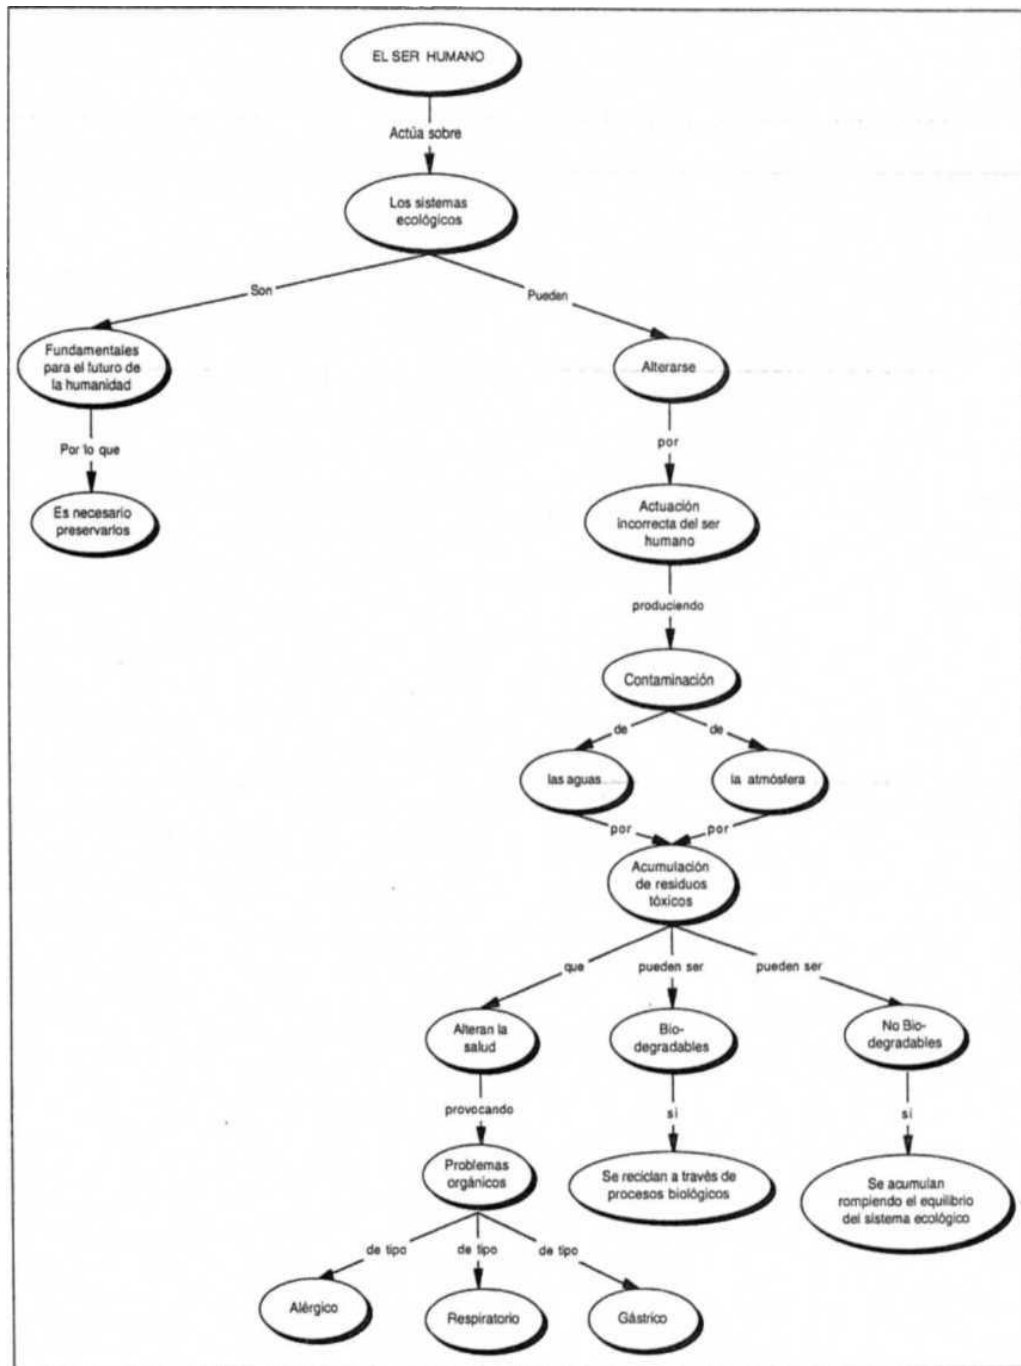 EL SER HUMANO
Actúa sobre
Los sistemas
ecológicos
Son
Pueden
Fundamentales
para el futuro de
la humanidad
Alterarse
Por lo que
por
Es necesario
preservarlos
Actuación
incorrecta del ser
humano
produciendo
Contaminación
de
de
las aguas
la atmósfera
por
por
Acumulación
de residuos
tóxicos
que
pueden ser
pueden ser
Alteran la
salud
Bio-
degradables
No Bio-
degradables
provocando
si
sí
Problemas
orgánicos
Se reciclan a través de
procesos biológicos
Se acumulan
rompiendo el equilibrio
del sistema ecológico
de tipo
de tipo
de tipo
Alérgico
Respiratorio
Gástrico